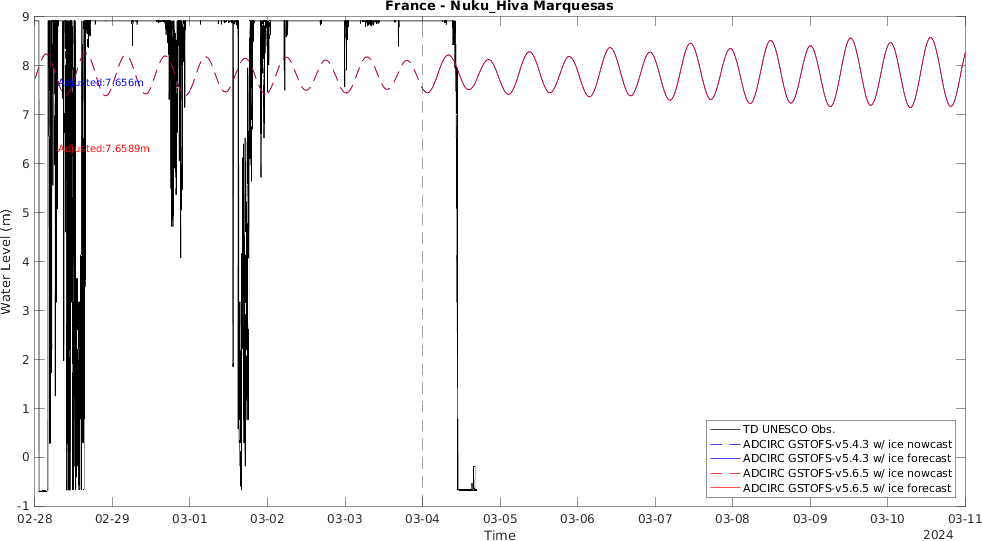 France - Nuku_Hiva Marquesas
9
8
7
6
5
4
3
2
1
0
-1
Water Level (m)
Adjusted:7.656m
Adjusted:7.6589m
TD UNESCO Obs.
ADCIRC GSTOFS-v5.4.3 w/ ice nowcast
ADCIRC GSTOFS-v5.4.3 w/ ice forecast
ADCIRC GSTOFS-v5.6.5 w/ ice nowcast
ADCIRC GSTOFS-v5.6.5 w/ ice forecast
02-28 02-29 03-01 03-02 03-03 03-04 03-05 03-06 03-07 03-08 03-09 03-10 03-11
Time
2024